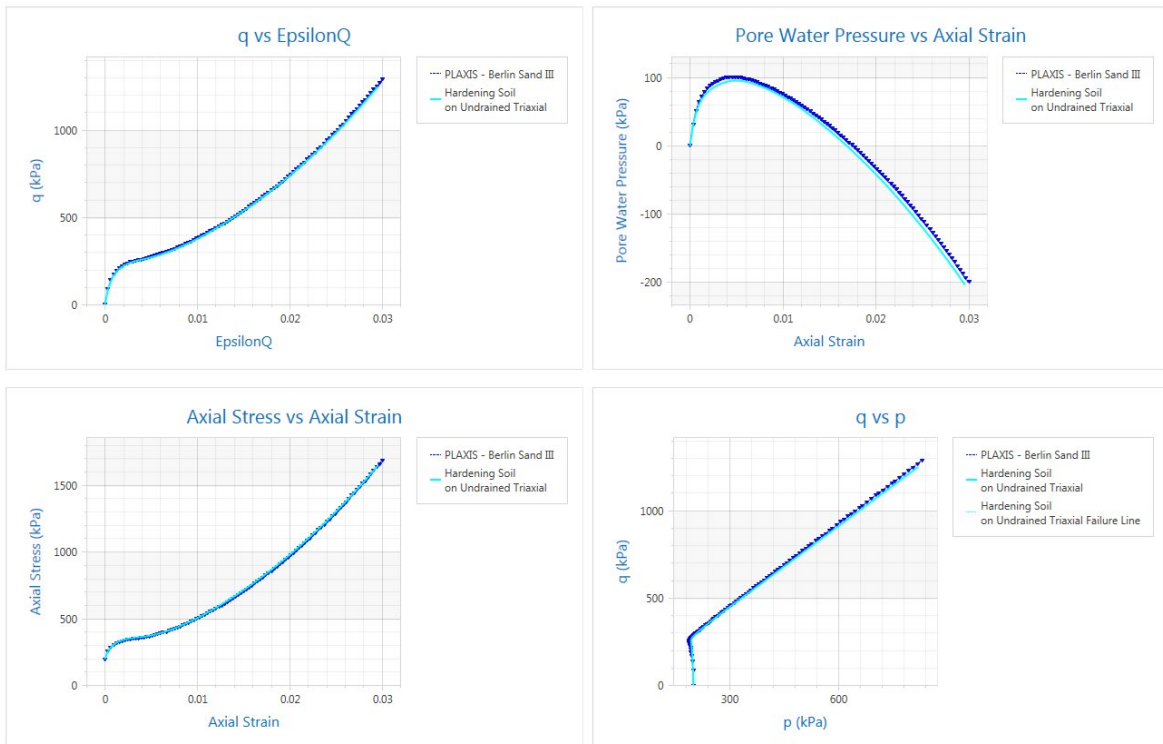 q vs EpsilonQ
PLAXIS - Berlin Sand III
Hardening Soil
on Undrained Triaxial
q (kPa)
1000
500
0
0
0.01
0.02
0.03
EpsilonQ
Pore Water Pressure vs Axial Strain
PLAXIS - Berlin Sand III
Hardening Soil
on Undrained Triaxial
Pore Water Pressure (kPa)
100
0
-100
-200
0
0.01
0.02
0.03
Axial Strain
Axial Stress vs Axial Strain
PLAXIS - Berlin Sand III
Hardening Soil
on Undrained Triaxial
Axial Stress (kPa)
1500
1000
500
0
0
0.01
0.02
0.03
Axial Strain
q vs p
PLAXIS - Berlin Sand III
Hardening Soil
on Undrained Triaxial
Hardening Soil
on Undrained Triaxial Failure Line
q (kPa)
1000
500
0
300
600
p (kPa)